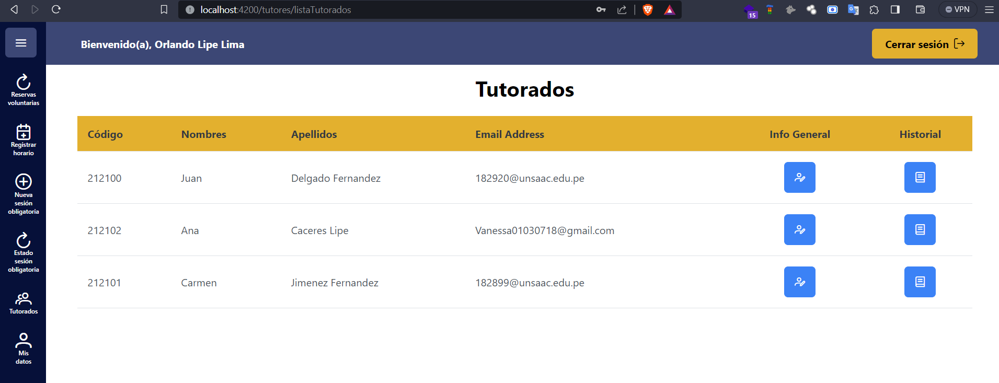 localhost:4200/tutores/listaTutorados
15
VPN
Bienvenido(a), Orlando Lipe Lima
Cerrar sesión
Reservas
voluntarias
Registrar
horario
Nueva
sesión
obligatoria
Estado
sesión
obligatoria
Tutorados
Mis
datos
Tutorados
Código Nombres Apellidos Email Address Info General Historial
212100 Juan Delgado Fernandez 182920@unsaac.edu.pe
212102 Ana Caceres Lipe Vanessa01030718@gmail.com
212101 Carmen Jimenez Fernandez 182899@unsaac.edu.pe